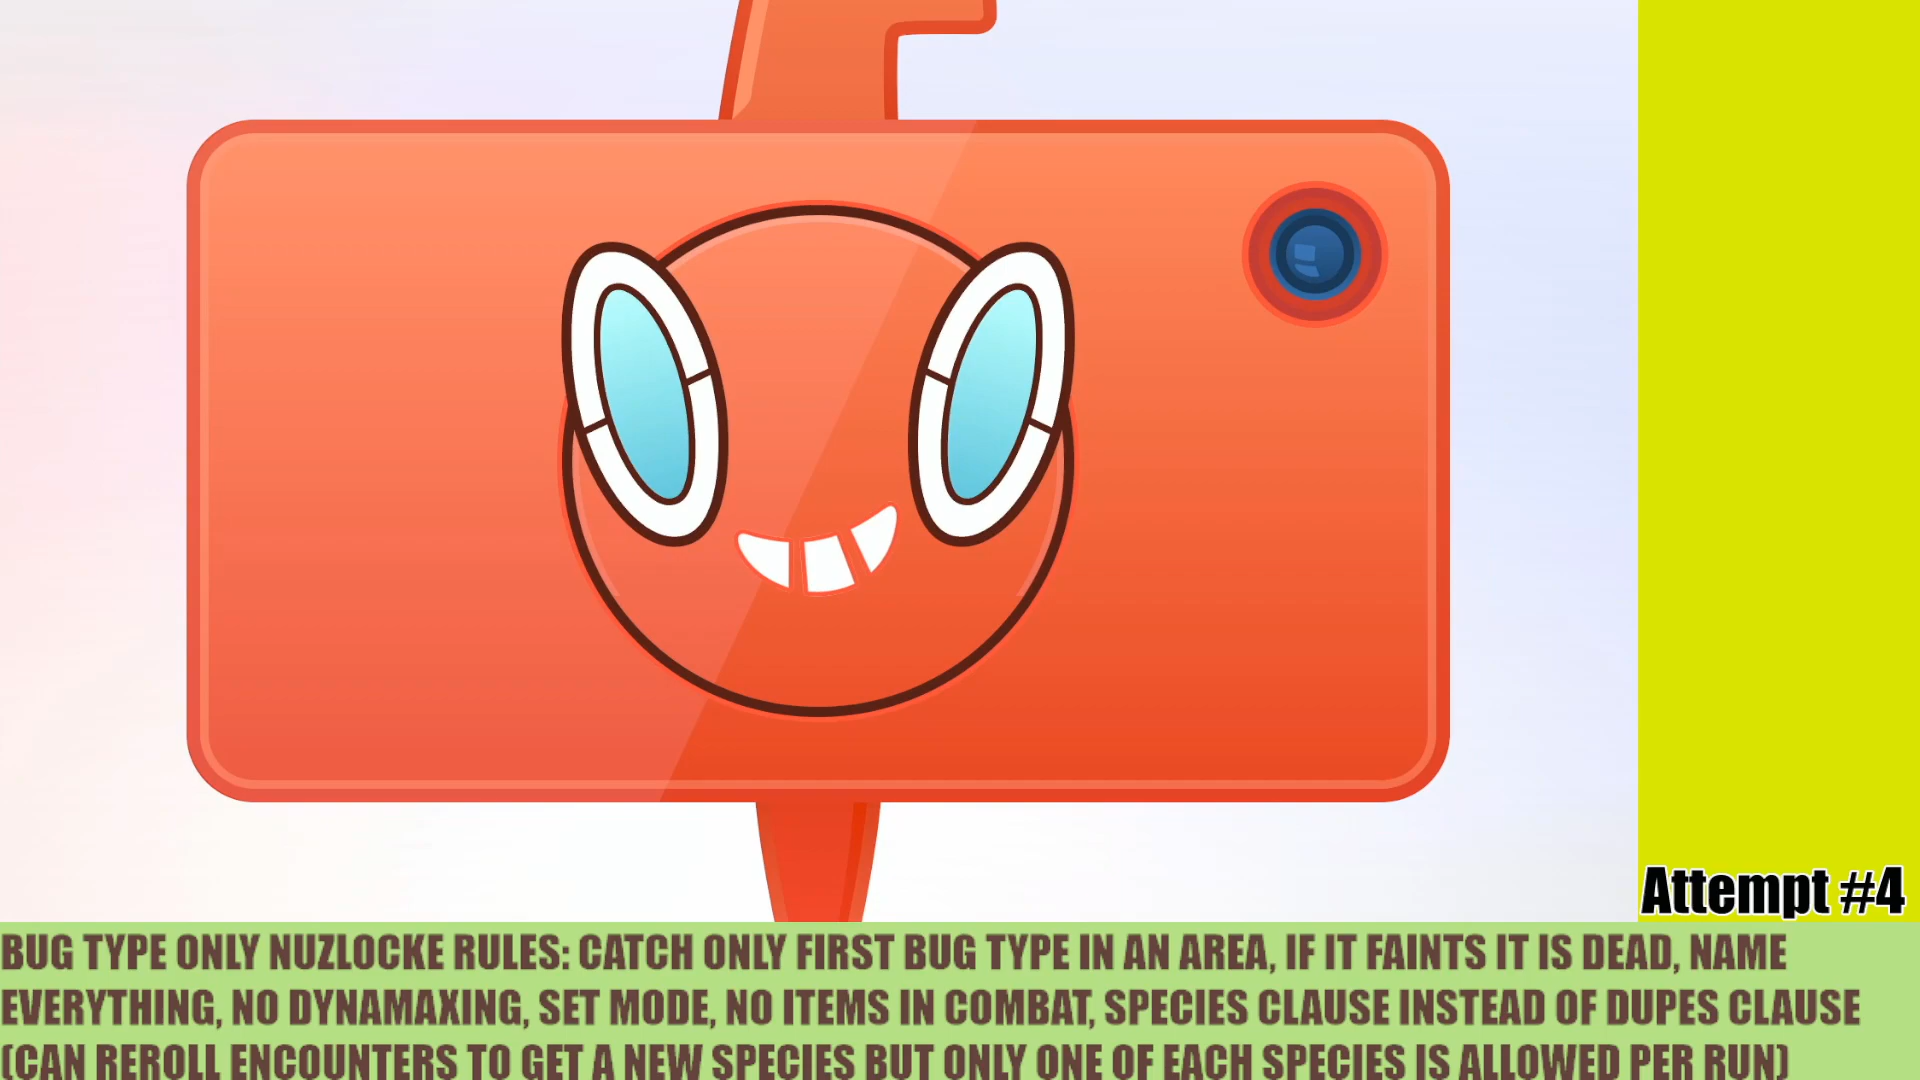 Attempt #4
BUG TYPE ONLY NUZLOCKE RULES: CATCH ONLY FIRST BUG TYPE IN AN AREA, IF IT FAINTS IT IS DEAD, NAME
EVERYTHING, NO DYNAMAXING, SET MODE, NO ITEMS IN COMBAT, SPECIES CLAUSE INSTEAD OF DUPES CLAUSE
(CAN REROLL ENCOUNTERS TO GET A NEW SPECIES BUT ONLY ONE OF EACH SPECIES IS ALLOWED PER RUN)